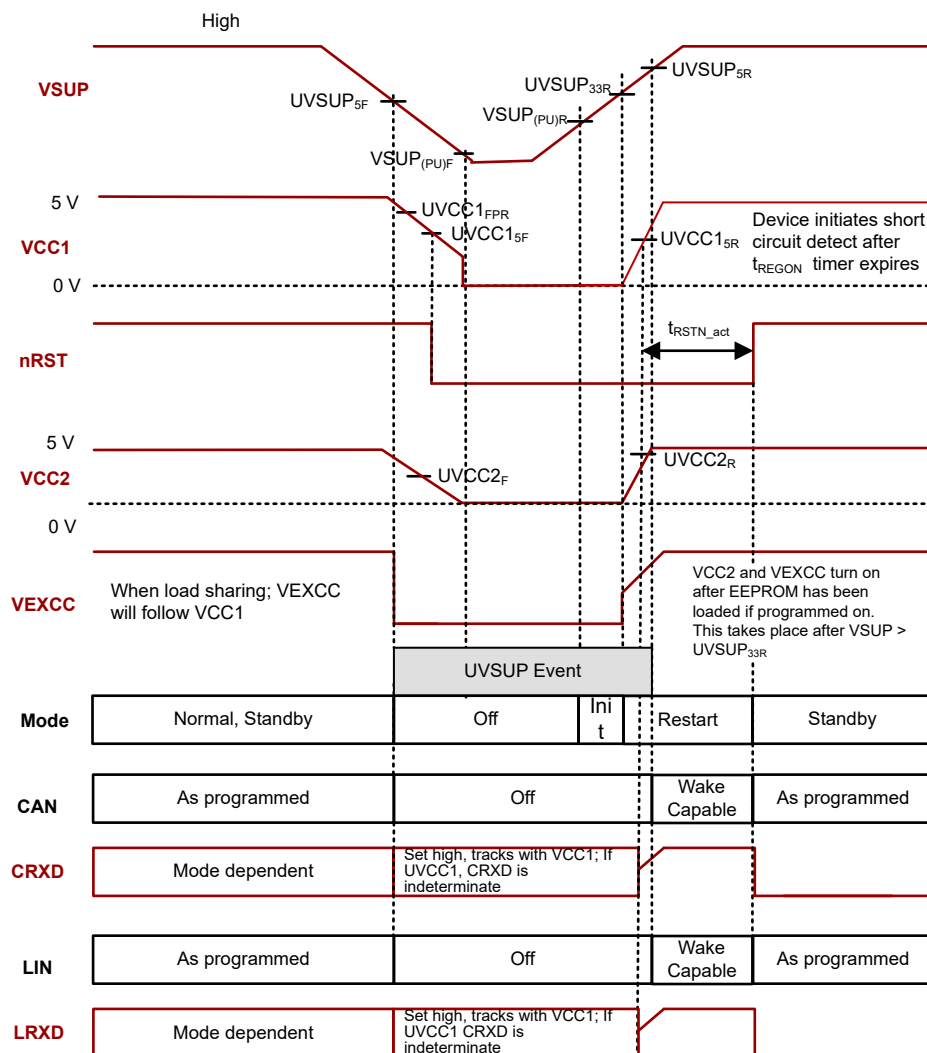 High
VSUP
UVSUP5F
VSUP(PU)F
VSUP(PU)R
UVSUP33R
UVSUP5R
5 V
VCC1
0 V
UVCC1FPR
UVCC15F
UVCC15R
Device initiates short
circuit detect after
tREGON timer expires
nRST
tRSTN_act
5 V
VCC2
0 V
UVCC2F
UVCC2R
VEXCC
When load sharing; VEXCC
will follow VCC1
VCC2 and VEXCC turn on
after EEPROM has been
loaded if programmed on.
This takes place after VSUP >
UVSUP33R
UVSUP Event
Mode
Normal, Standby
Off
Ini
t
Restart
Standby
CAN
As programmed
Off
Wake
Capable
As programmed
CRXD
Mode dependent
Set high, tracks with VCC1; If
UVCC1, CRXD is
indeterminate
LIN
As programmed
Off
Wake
Capable
As programmed
LRXD
Mode dependent
Set high, tracks with VCC1; If
UVCC1 CRXD is
indeterminate